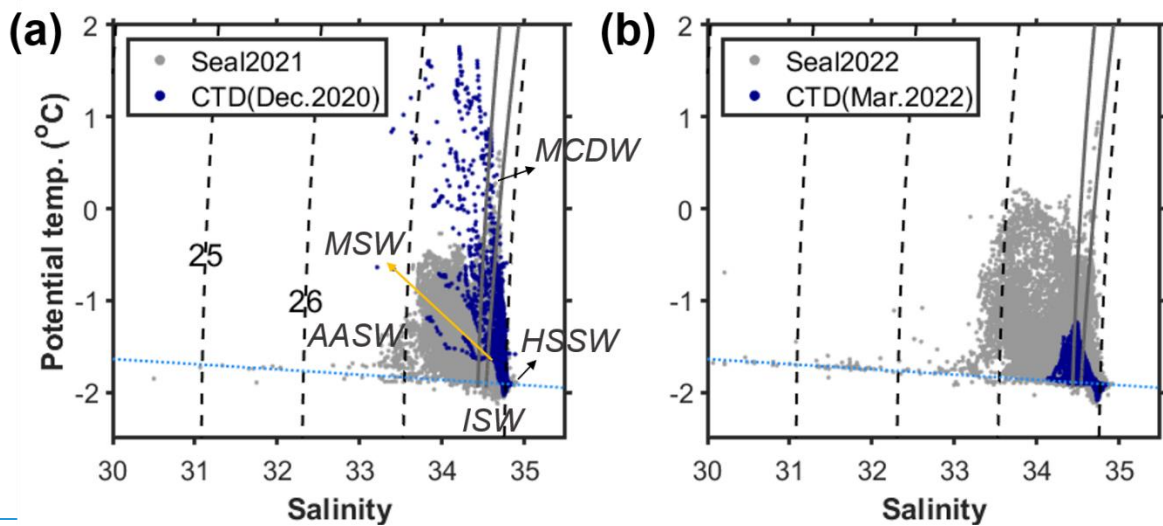 (a)
Seal2021
CTD(Dec.2020)
2
1
0
-1
-2
Potential temp. (°C)
25
26
MCDW
MSW
AASW
HSSW
ISW
30 31 32 33 34 35
Salinity
(b)
Seal2022
CTD(Mar.2022)
2
1
0
-1
-2
30 31 32 33 34 35
Salinity